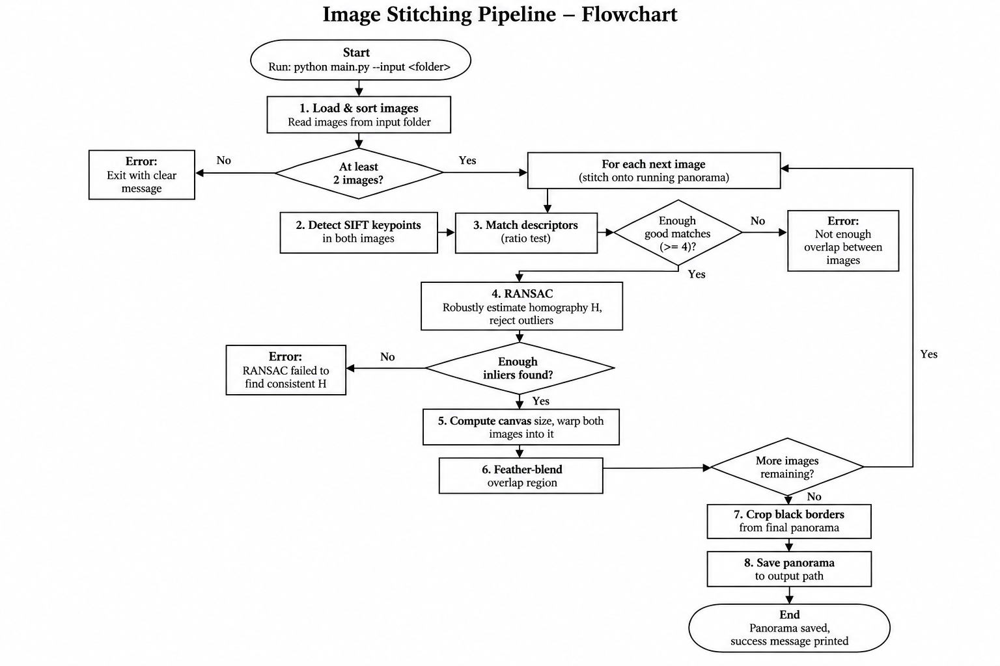 Image Stitching Pipeline – Flowchart
Start
Run: python main.py --input <folder>
1. Load & sort images
Read images from input folder
At least
2 images?
No
Error:
Exit with clear
message
Yes
For each next image
(stitch onto running panorama)
2. Detect SIFT keypoints
in both images
3. Match descriptors
(ratio test)
Enough
good matches
(>= 4)?
No
Error:
Not enough
overlap between
images
Yes
4. RANSAC
Robustly estimate homography H,
reject outliers
Enough
inliers found?
No
Error:
RANSAC failed to
find consistent H
Yes
5. Compute canvas size, warp both
images into it
6. Feather-blend
overlap region
More images
remaining?
Yes
No
7. Crop black borders
from final panorama
8. Save panorama
to output path
End
Panorama saved,
success message printed